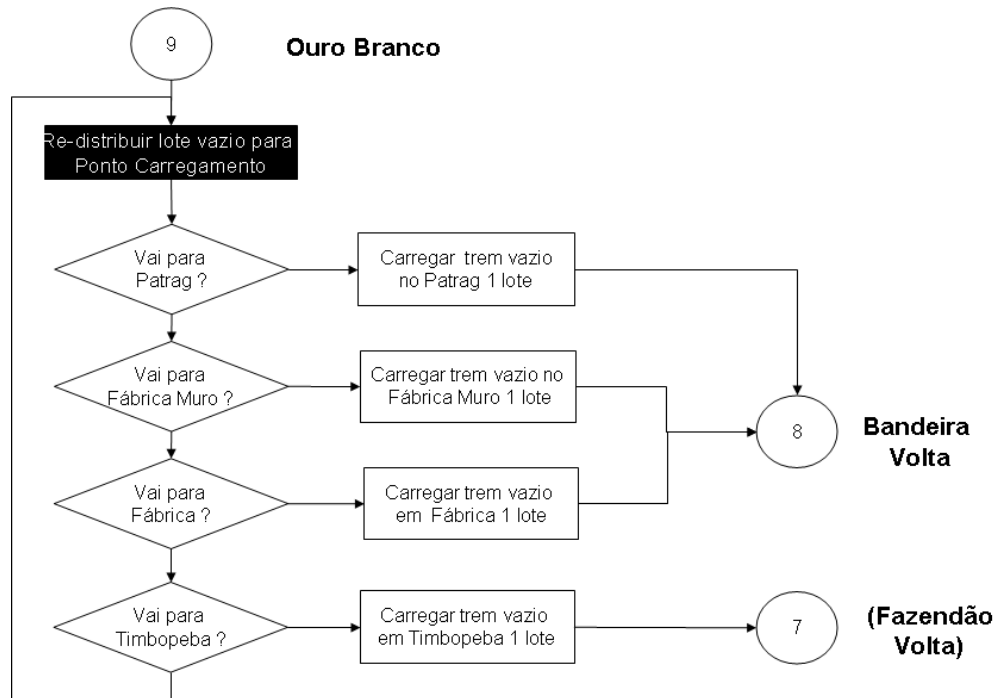 9
Ouro Branco
Re-distribuir lote vazio para
Ponto Carregamento
Vai para
Patrag ?
Carregar trem vazio
no Patrag 1 lote
Vai para
Fábrica Muro ?
Carregar trem vazio no
Fábrica Muro 1 lote
8
Bandeira
Volta
Vai para
Fábrica ?
Carregar trem vazio
em Fábrica 1 lote
Vai para
Timbopeba ?
Carregar trem vazio
em Timbopeba 1 lote
7
(Fazendão
Volta)